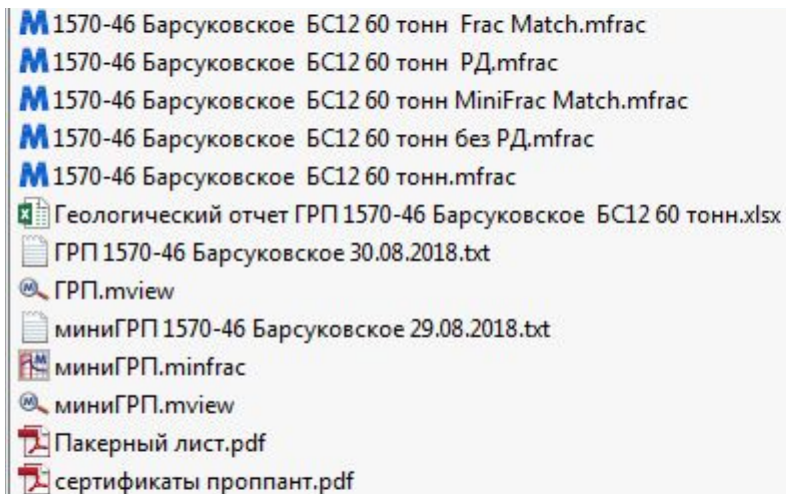 1570-46 Барсуковское БС12 60 тонн Frac Match.mfrac
1570-46 Барсуковское БС12 60 тонн РД.mfrac
1570-46 Барсуковское БС12 60 тонн MiniFrac Match.mfrac
1570-46 Барсуковское БС12 60 тонн без РД.mfrac
1570-46 Барсуковское БС12 60 тонн.mfrac
Геологический отчет ГРП 1570-46 Барсуковское БС12 60 тонн.xlsx
ГРП 1570-46 Барсуковское 30.08.2018.txt
ГРП.mview
миниГРП 1570-46 Барсуковское 29.08.2018.txt
миниГРП.minfrac
миниГРП.mview
Пакерный лист.pdf
сертификаты проппант.pdf